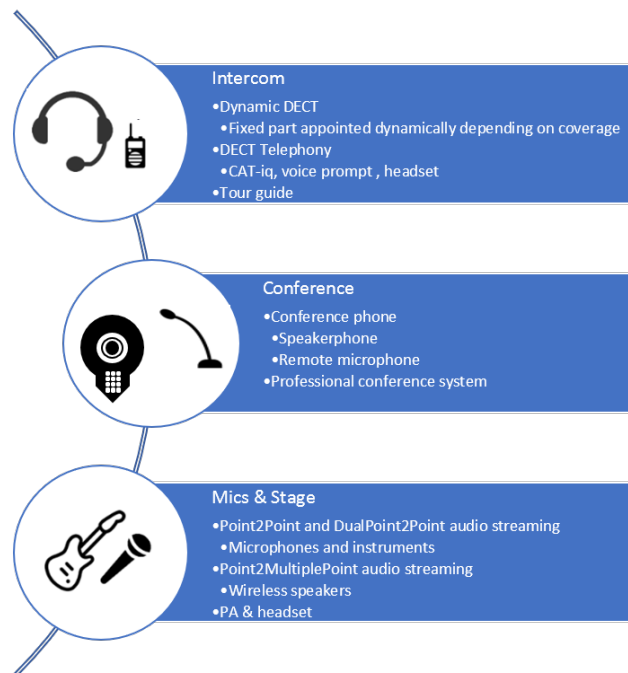 Intercom
•Dynamic DECT
•Fixed part appointed dynamically depending on coverage
•DECT Telephony
•CAT-iq, voice prompt , headset
•Tour guide
Conference
•Conference phone
•Speakerphone
•Remote microphone
•Professional conference system
Mics & Stage
•Point2Point and DualPoint2Point audio streaming
•Microphones and instruments
•Point2MultiplePoint audio streaming
•Wireless speakers
•PA & headset